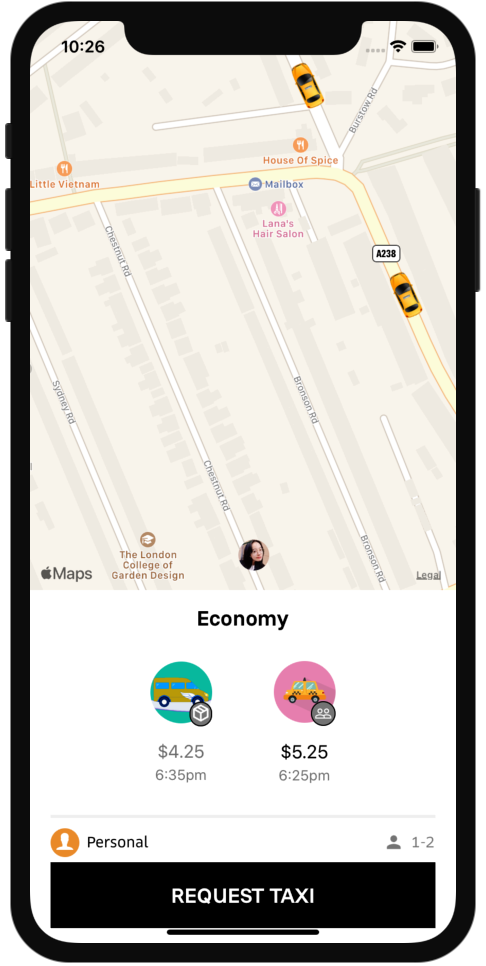 10:26
Burstow Rd
House Of Spice
Little Vietnam
Mailbox
Lana's
Hair Salon
Chestnut Rd
A238
Sydney Rd
Bronson Rd
Chestnut Rd
The London
College of
Garden Design
Bronson Rd
Maps
Legal
Economy
$4.25
$5.25
6:35pm
6:25pm
Personal
1-2
REQUEST TAXI